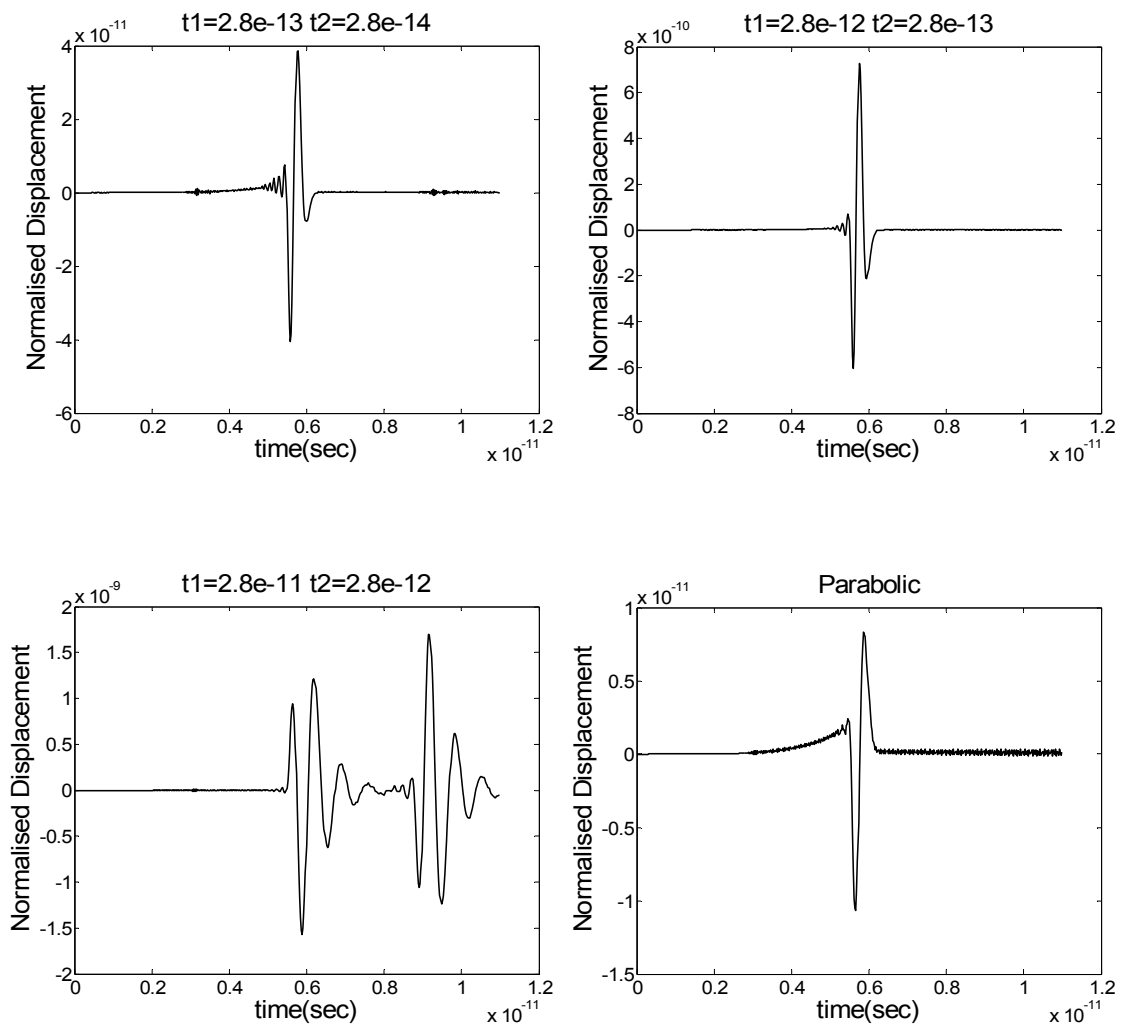 t1=2.8e-13 t2=2.8e-14
x 10^-11
4
2
0
-2
-4
-6
Normalised Displacement
0 0.2 0.4 0.6 0.8 1 1.2
time(sec)
x 10^-11
t1=2.8e-12 t2=2.8e-13
x 10^-10
8
6
4
2
0
-2
-4
-6
-8
Normalised Displacement
0 0.2 0.4 0.6 0.8 1 1.2
time(sec)
x 10^-11
t1=2.8e-11 t2=2.8e-12
x 10^-9
2
1.5
1
0.5
0
-0.5
-1
-1.5
-2
Normalised Displacement
0 0.2 0.4 0.6 0.8 1 1.2
time(sec)
x 10^-11
Parabolic
x 10^-11
1
0.5
0
-0.5
-1
-1.5
Normalised Displacement
0 0.2 0.4 0.6 0.8 1 1.2
time(sec)
x 10^-11